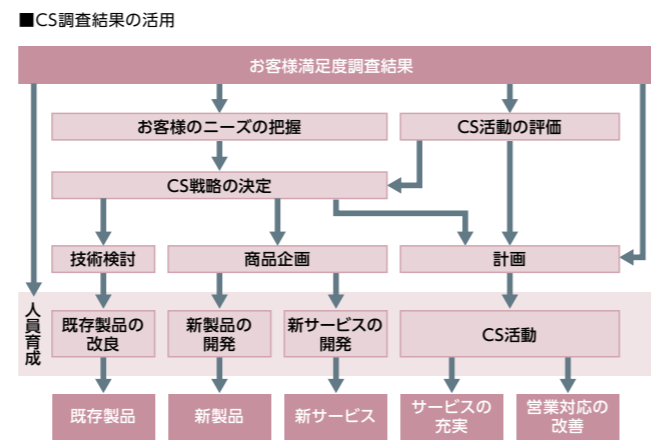 ■CS調査結果の活用
お客様満足度調査結果
お客様のニーズの把握
CS活動の評価
CS戦略の決定
技術検討
商品企画
計画
人員育成
既存製品の
改良
新製品の
開発
新サービスの
開発
CS活動
既存製品
新製品
新サービス
サービスの
充実
営業対応の
改善